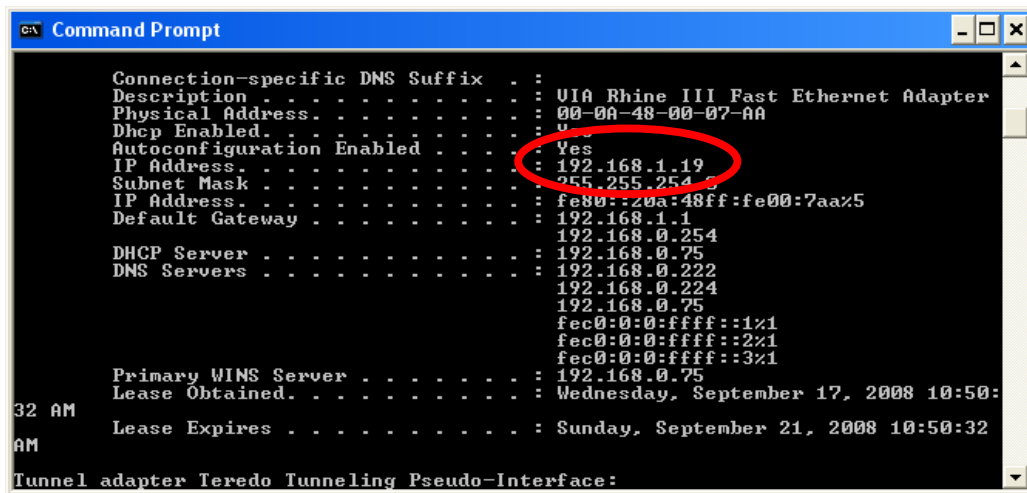 Command Prompt
Connection-specific DNS Suffix . :
Description . . . . . . . . . . . : VIA Rhine III Fast Ethernet Adapter
Physical Address. . . . . . . . . : 00-0A-48-00-07-AA
Dhcp Enabled. . . . . . . . . . . : Yes
Autoconfiguration Enabled . . . . : Yes
IP Address. . . . . . . . . . . . : 192.168.1.19
Subnet Mask . . . . . . . . . . . : 255.255.254.0
IP Address. . . . . . . . . . . . : fe80::20a:48ff:fe00:7aa%5
Default Gateway . . . . . . . . . : 192.168.1.1
192.168.0.254
DHCP Server . . . . . . . . . . . : 192.168.0.75
DNS Servers . . . . . . . . . . . : 192.168.0.222
192.168.0.224
192.168.0.75
fec0:0:0:ffff::1%1
fec0:0:0:ffff::2%1
fec0:0:0:ffff::3%1
Primary WINS Server . . . . . . . : 192.168.0.75
Lease Obtained. . . . . . . . . . : Wednesday, September 17, 2008 10:50:
32 AM
Lease Expires . . . . . . . . . . : Sunday, September 21, 2008 10:50:32
AM
Tunnel adapter Teredo Tunneling Pseudo-Interface: